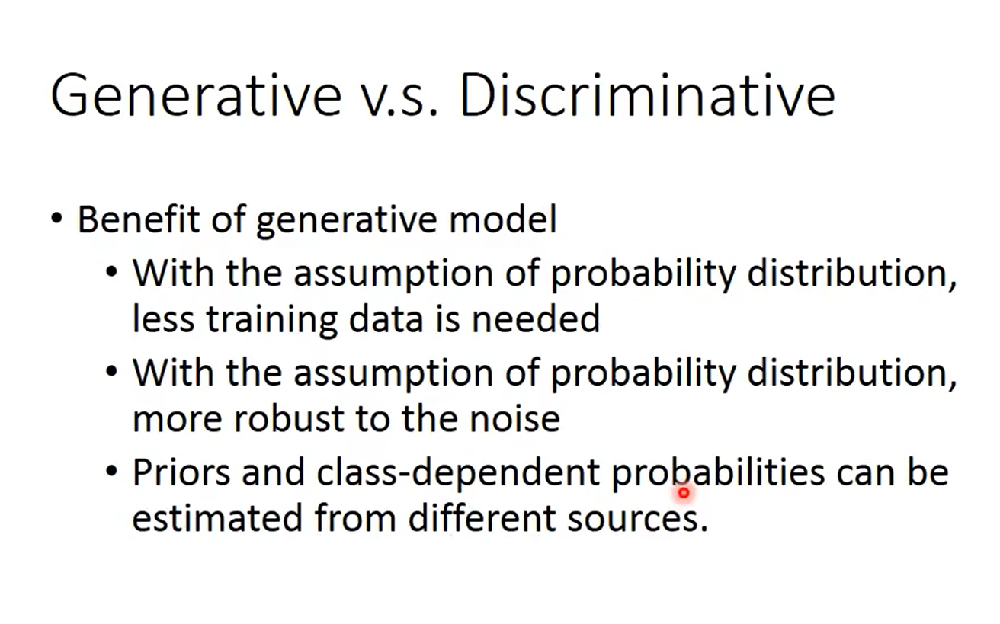 Generative v.s. Discriminative
• Benefit of generative model
• With the assumption of probability distribution,
less training data is needed
• With the assumption of probability distribution,
more robust to the noise
• Priors and class-dependent probabilities can be
estimated from different sources.